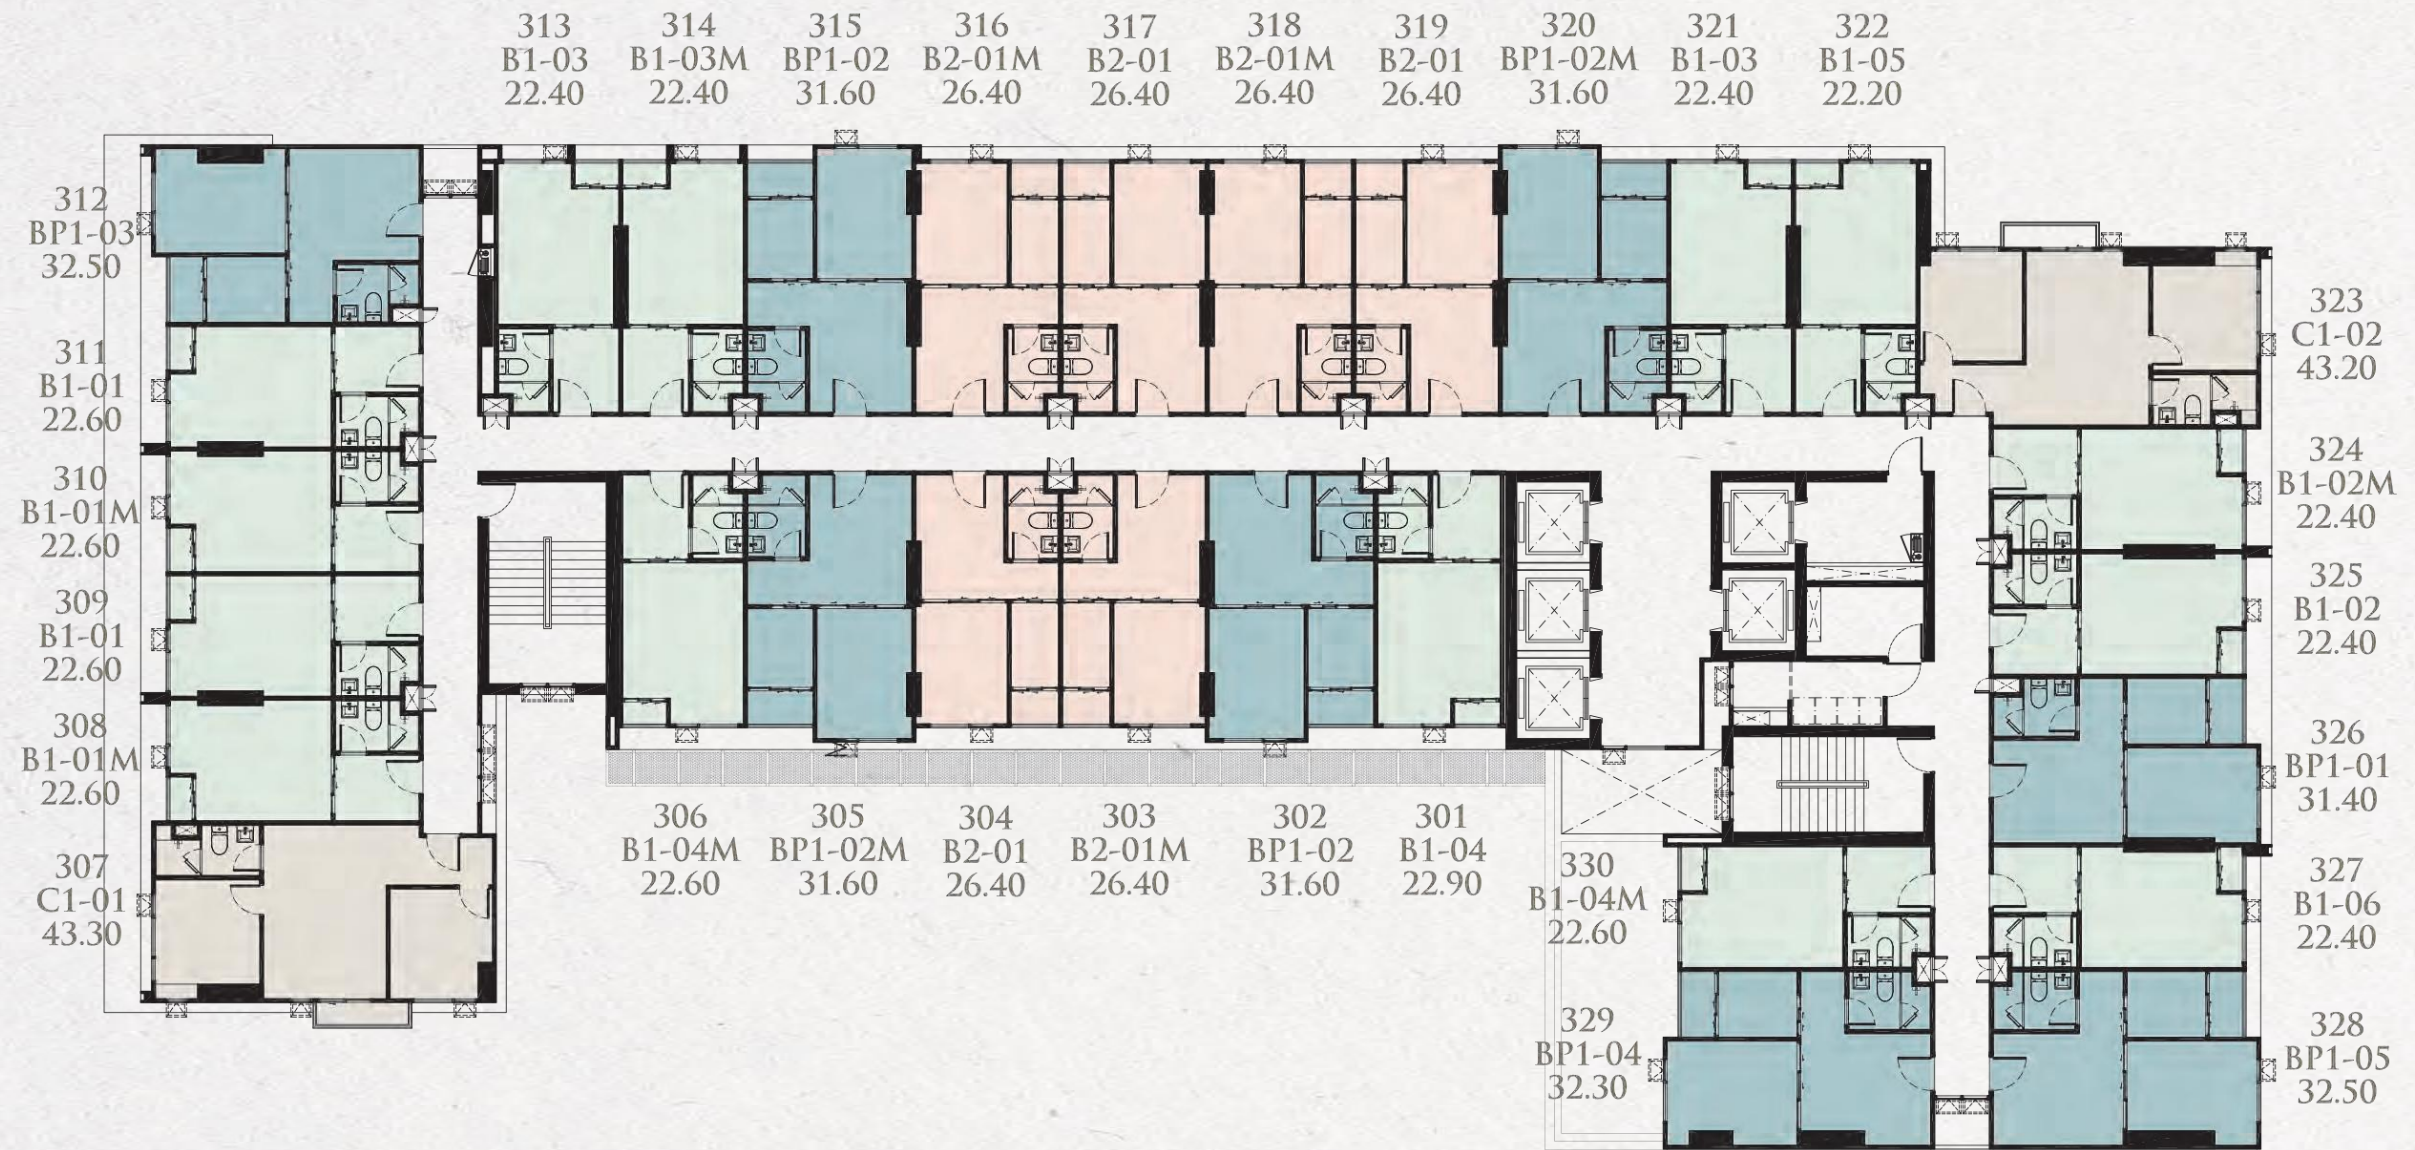 313
B1-03
22.40
314
B1-03M
22.40
315
BP1-02
31.60
316
B2-01M
26.40
317
B2-01
26.40
318
B2-01M
26.40
319
B2-01
26.40
320
BP1-02M
31.60
321
B1-03
22.40
322
B1-05
22.20
312
BP1-03
32.50
311
B1-01
22.60
310
B1-01M
22.60
309
B1-01
22.60
308
B1-01M
22.60
307
C1-01
43.30
323
C1-02
43.20
324
B1-02M
22.40
325
B1-02
22.40
326
BP1-01
31.40
327
B1-06
22.40
328
BP1-05
32.50
306
B1-04M
22.60
305
BP1-02M
31.60
304
B2-01
26.40
303
B2-01M
26.40
302
BP1-02
31.60
301
B1-04
22.90
330
B1-04M
22.60
329
BP1-04
32.30